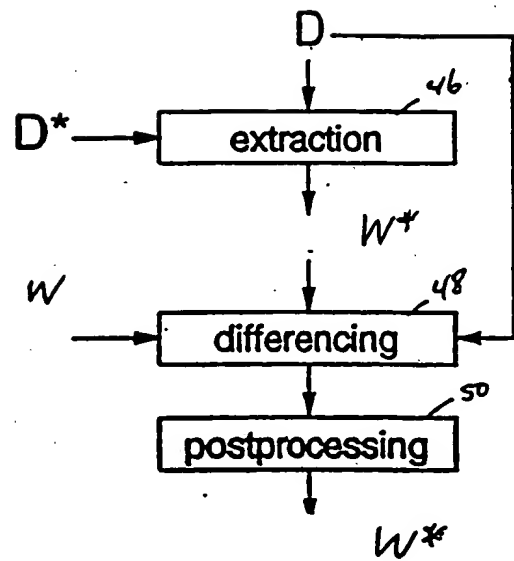 D
46
D* extraction
W*
W
48
differencing
50
postprocessing
W*